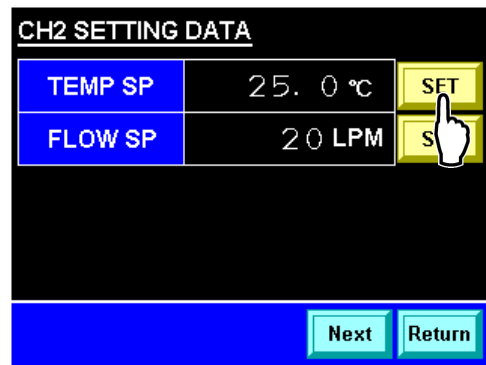 CH2 SETTING DATA
TEMP SP 25. 0 ℃ SET
FLOW SP 20 LPM
Next Return